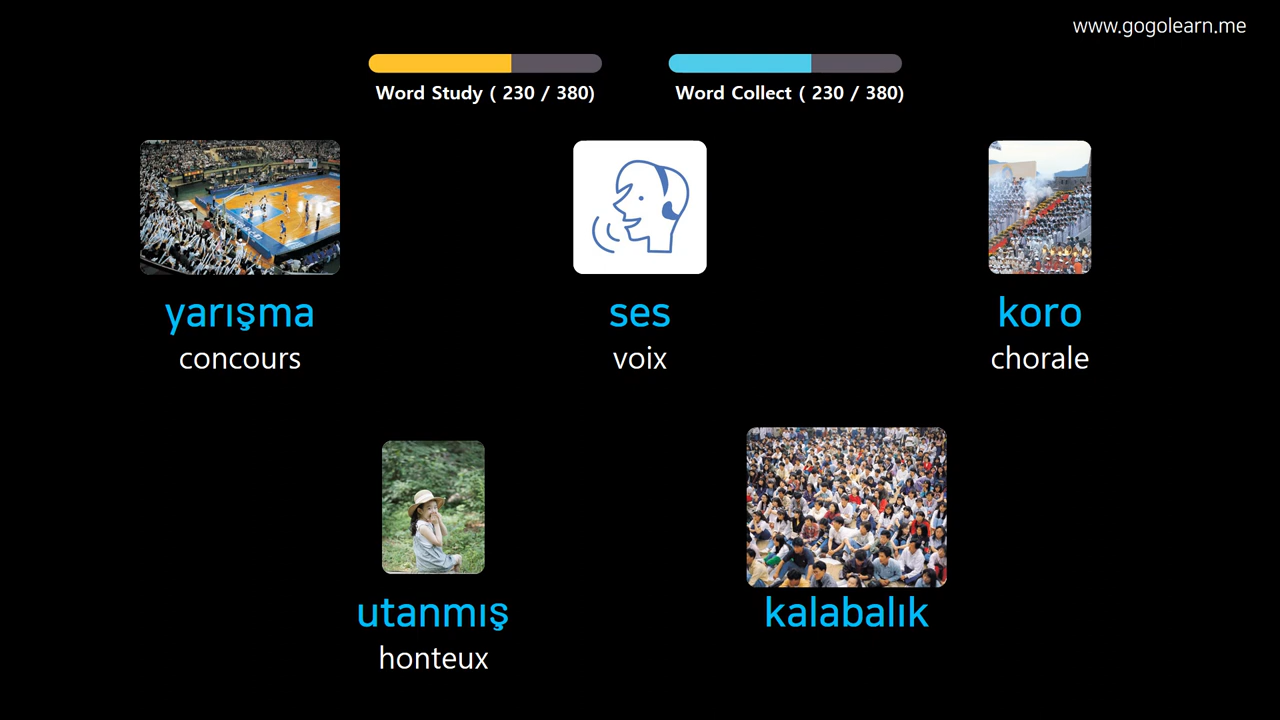 www.gogolearn.me
Word Study ( 230 / 380)
Word Collect ( 230 / 380)
yarışma
concours
ses
voix
koro
chorale
utanmış
honteux
kalabalık